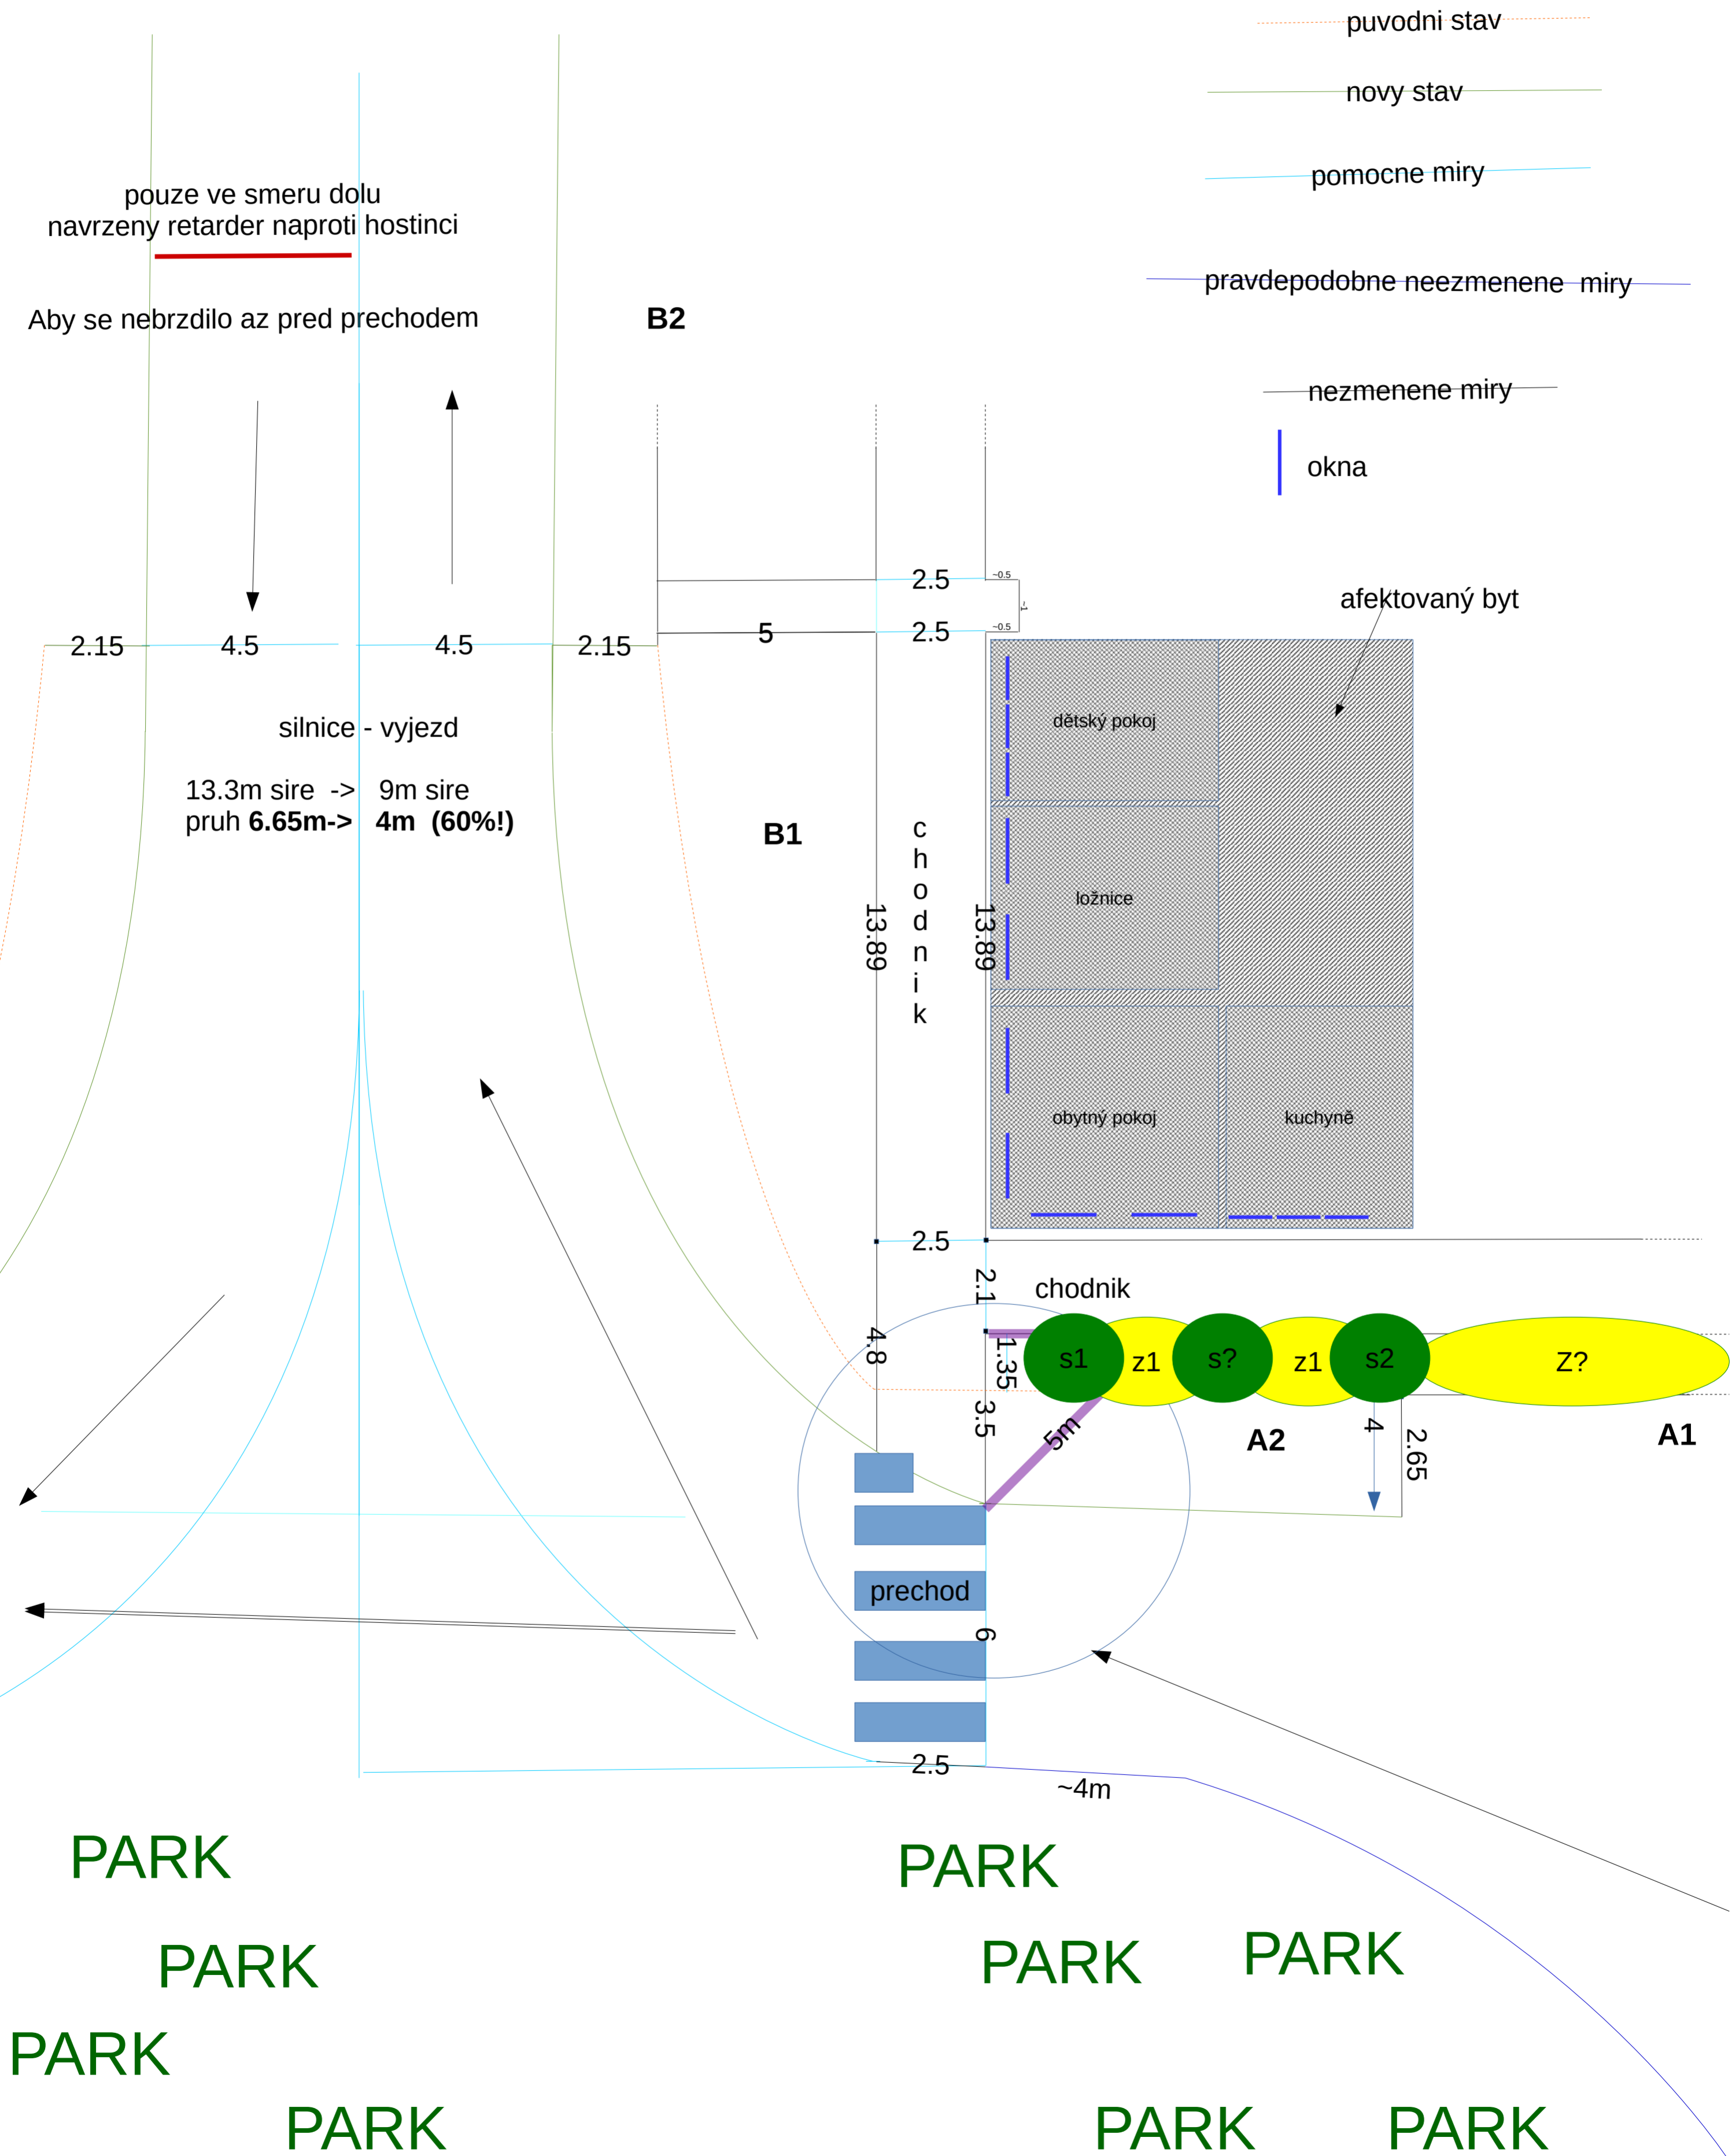 puvodni stav
novy stav
pomocne miry
pouze ve smeru dolu
navrzeny retarder naproti hostinci
pravdepodobne neezmenene  miry
Aby se nebrzdilo az pred prechodem
B2
nezmenene miry
okna
2.5
~0.5
~1
afektovaný byt
2.15
4.5
4.5
2.15
5
2.5
~0.5
silnice - vyjezd
13.3m sire  ->   9m sire
pruh 6.65m->   4m  (60%!)
B1
chodnik
13.89
13.89
dětský pokoj
ložnice
obytný pokoj
kuchyně
2.5
2.1
chodnik
4.8
1.35
s1
z1
s?
z1
s2
Z?
3.5
5m
A2
4
2.65
A1
prechod
6
2.5
~4m
PARK
PARK
PARK
PARK
PARK
PARK
PARK
PARK
PARK